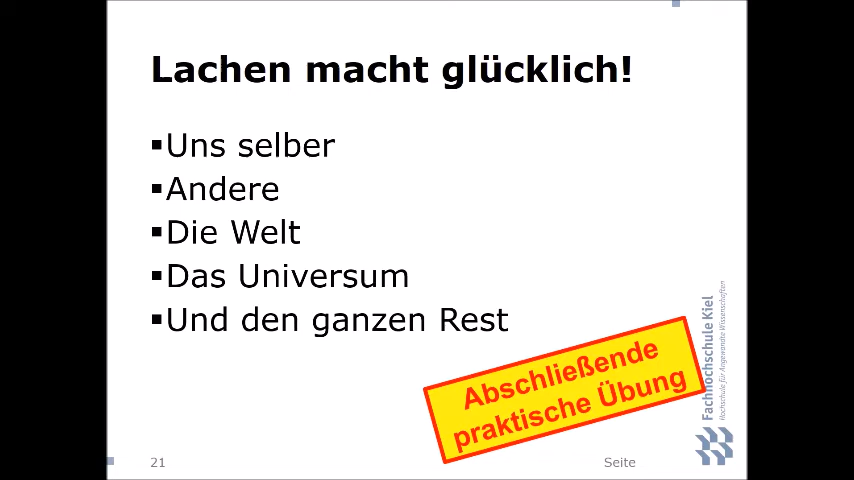 Lachen macht glücklich!
▪Uns selber
▪Andere
▪Die Welt
▪Das Universum
▪Und den ganzen Rest
Abschließende
praktische Übung
Fachhochschule Kiel
Hochschule für Angewandte Wissenschaften
21
Seite